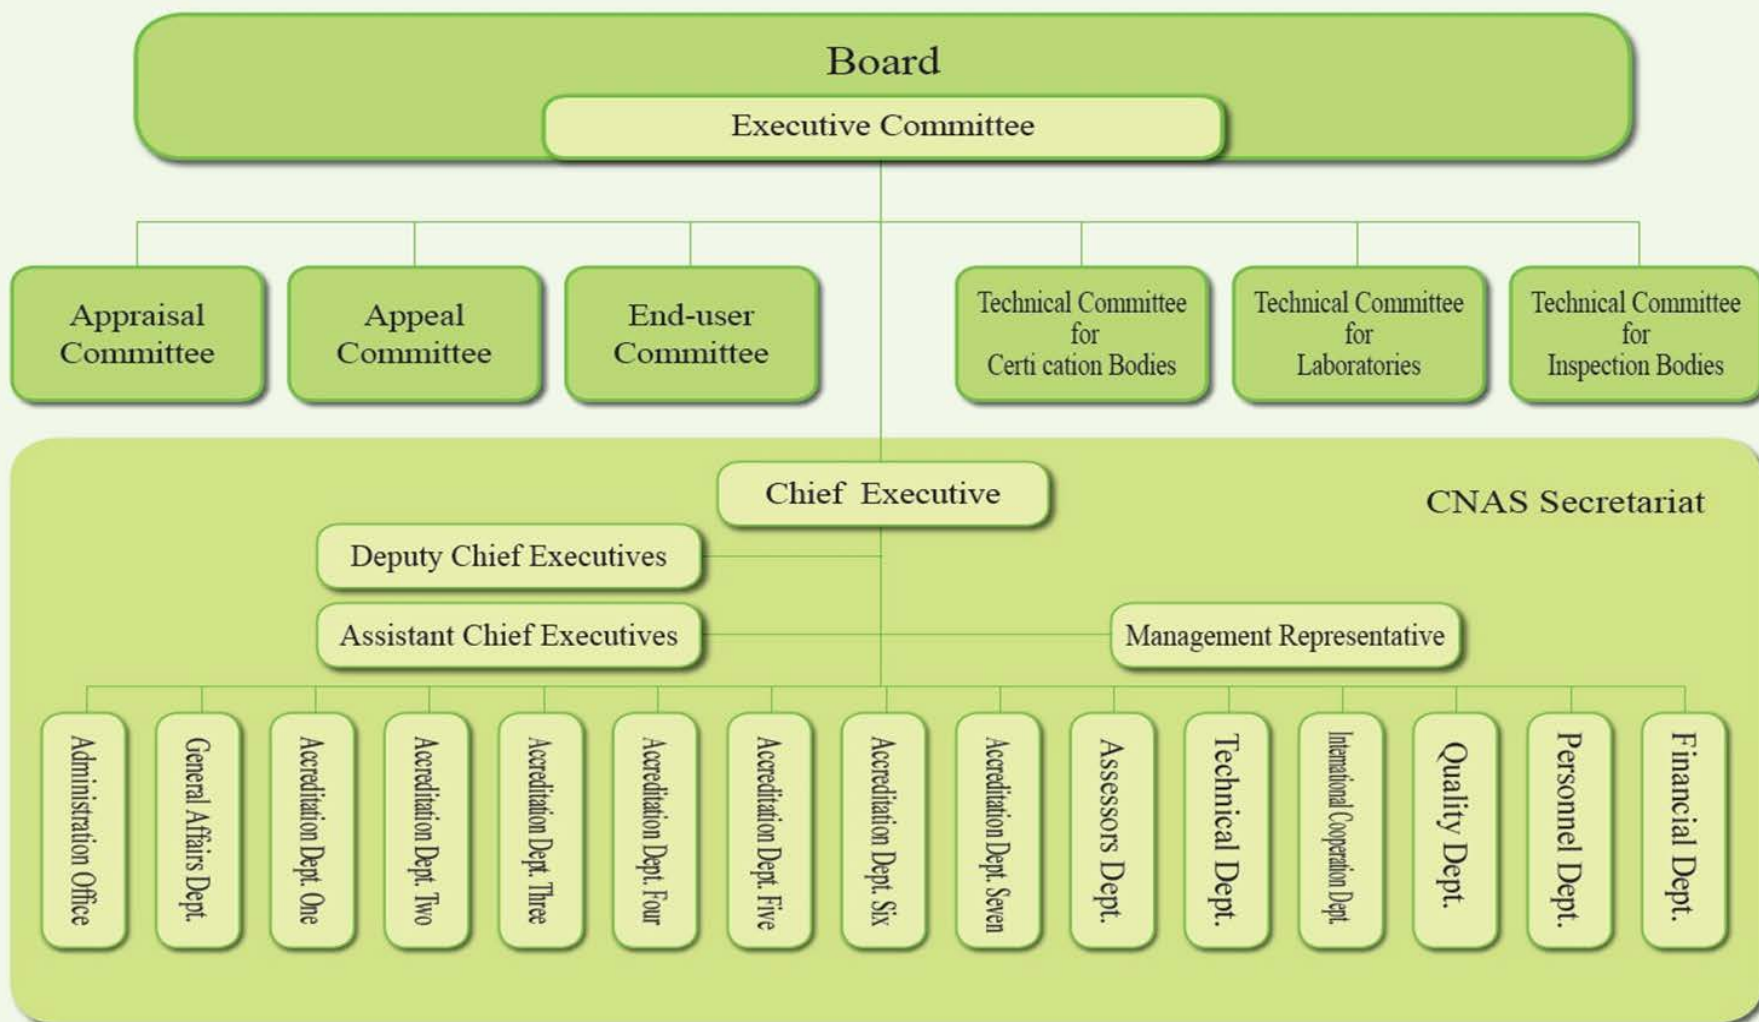 Board
Executive Committee
Appraisal
Committee
Appeal
Committee
End-user
Committee
Technical Committee
for
Certi cation Bodies
Technical Committee
for
Laboratories
Technical Committee
for
Inspection Bodies
Chief Executive
CNAS Secretariat
Deputy Chief Executives
Assistant Chief Executives
Management Representative
Administration Office
General Affairs Dept.
Accreditation Dept. One
Accreditation Dept. Two
Accreditation Dept. Three
Accreditation Dept. Four
Accreditation Dept. Five
Accreditation Dept. Six
Accreditation Dept. Seven
Assessors Dept.
Technical Dept.
International Cooperation Dept.
Quality Dept.
Personnel Dept.
Financial Dept.